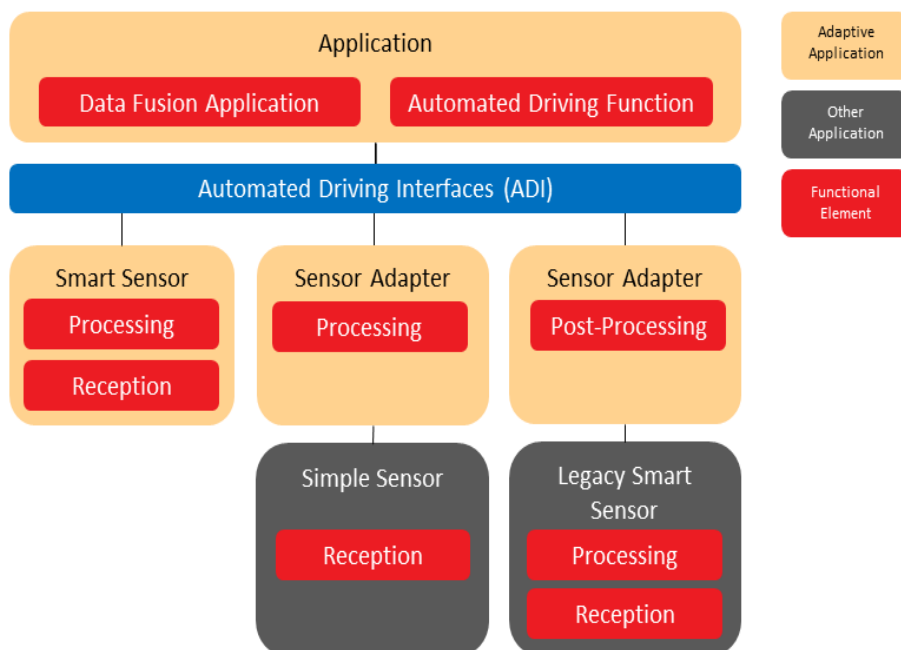 Application
Data Fusion Application
Automated Driving Function
Automated Driving Interfaces (ADI)
Smart Sensor
Processing
Reception
Sensor Adapter
Processing
Sensor Adapter
Post-Processing
Simple Sensor
Reception
Legacy Smart
Sensor
Processing
Reception
Adaptive
Application
Other
Application
Functional
Element